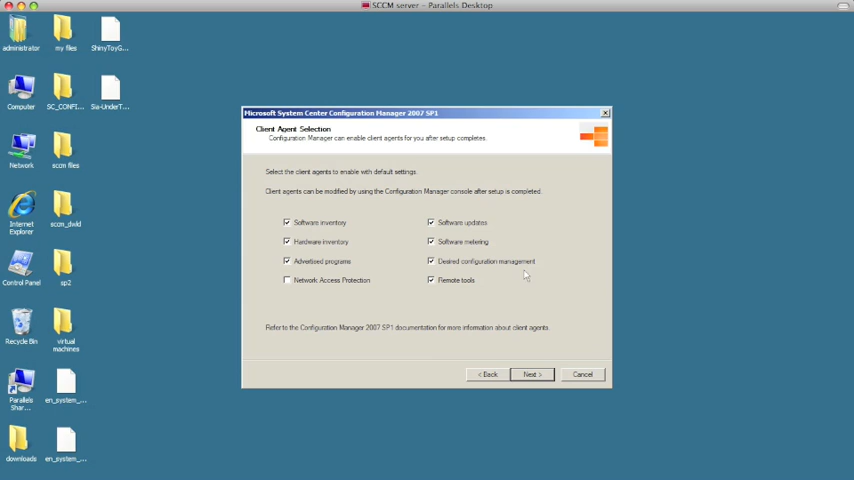 SCCM server – Parallels Desktop
administrator
my files
ShinyToyG...
Computer
SC_CONFI...
Sia-UnderT...
Network
sccm files
Internet
Explorer
sccm_dwld
Control Panel
sp2
Recycle Bin
virtual
machines
Parallels
Shar...
en_system_...
downloads
en_system_...
Microsoft System Center Configuration Manager 2007 SP1
Client Agent Selection
Configuration Manager can enable client agents for you after setup completes.
Select the client agents to enable with default settings.
Client agents can be modified by using the Configuration Manager console after setup is completed.
Software inventory
Software updates
Hardware inventory
Software metering
Advertised programs
Desired configuration management
Network Access Protection
Remote tools
Refer to the Configuration Manager 2007 SP1 documentation for more information about client agents.
< Back
Next >
Cancel